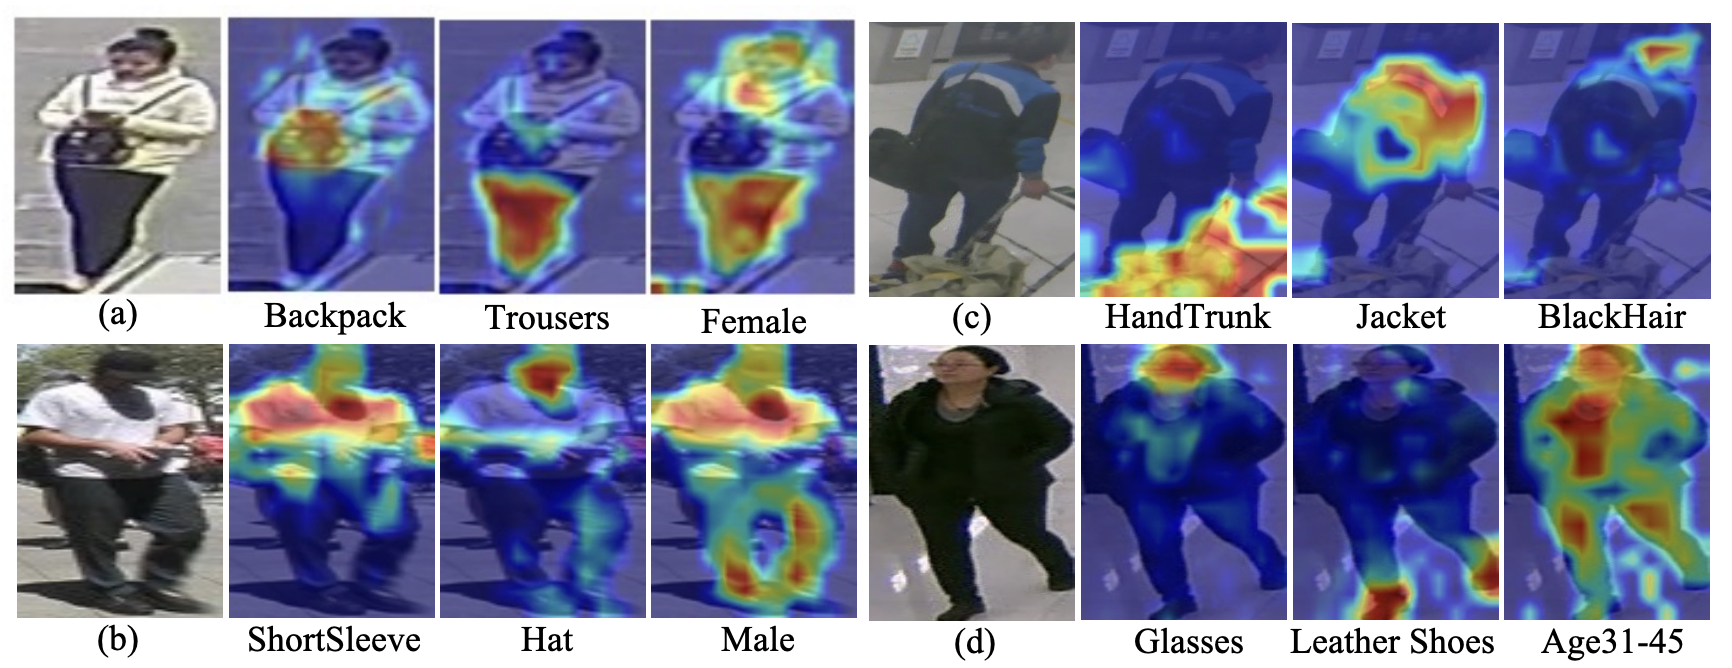 (a) Backpack Trousers Female
(c) HandTrunk Jacket BlackHair
(b) ShortSleeve Hat Male
(d) Glasses Leather Shoes Age31-45